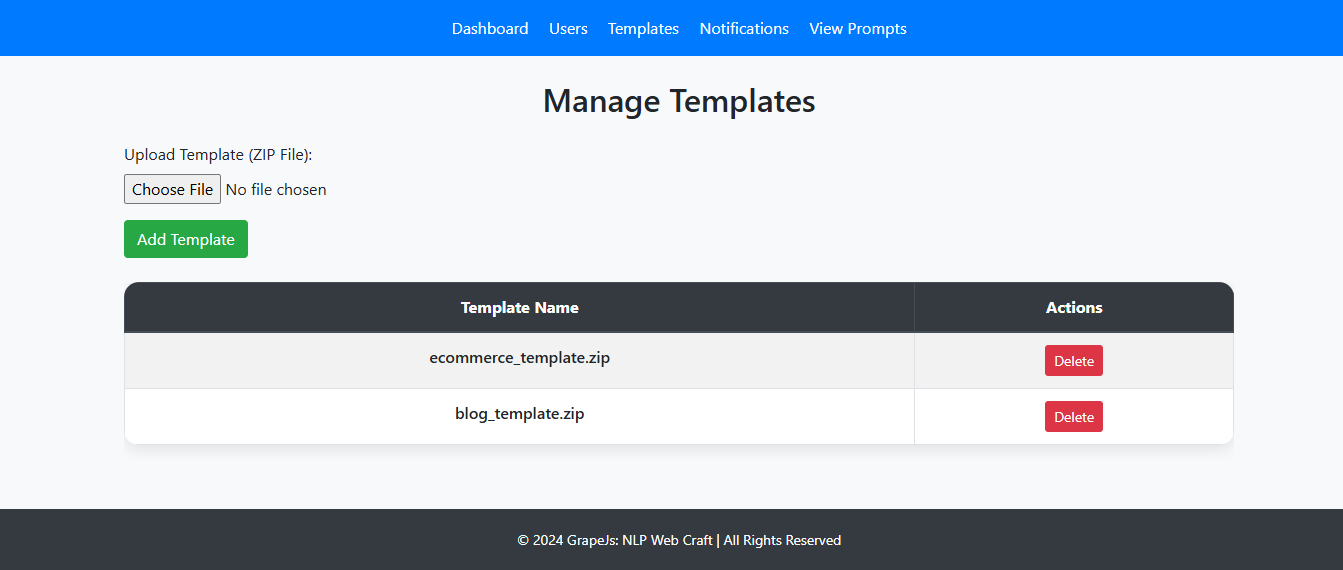 Dashboard Users Templates Notifications View Prompts
Manage Templates
Upload Template (ZIP File):
Choose File No file chosen
Add Template
Template Name Actions
ecommerce_template.zip Delete
blog_template.zip Delete
© 2024 GrapeJs: NLP Web Craft | All Rights Reserved